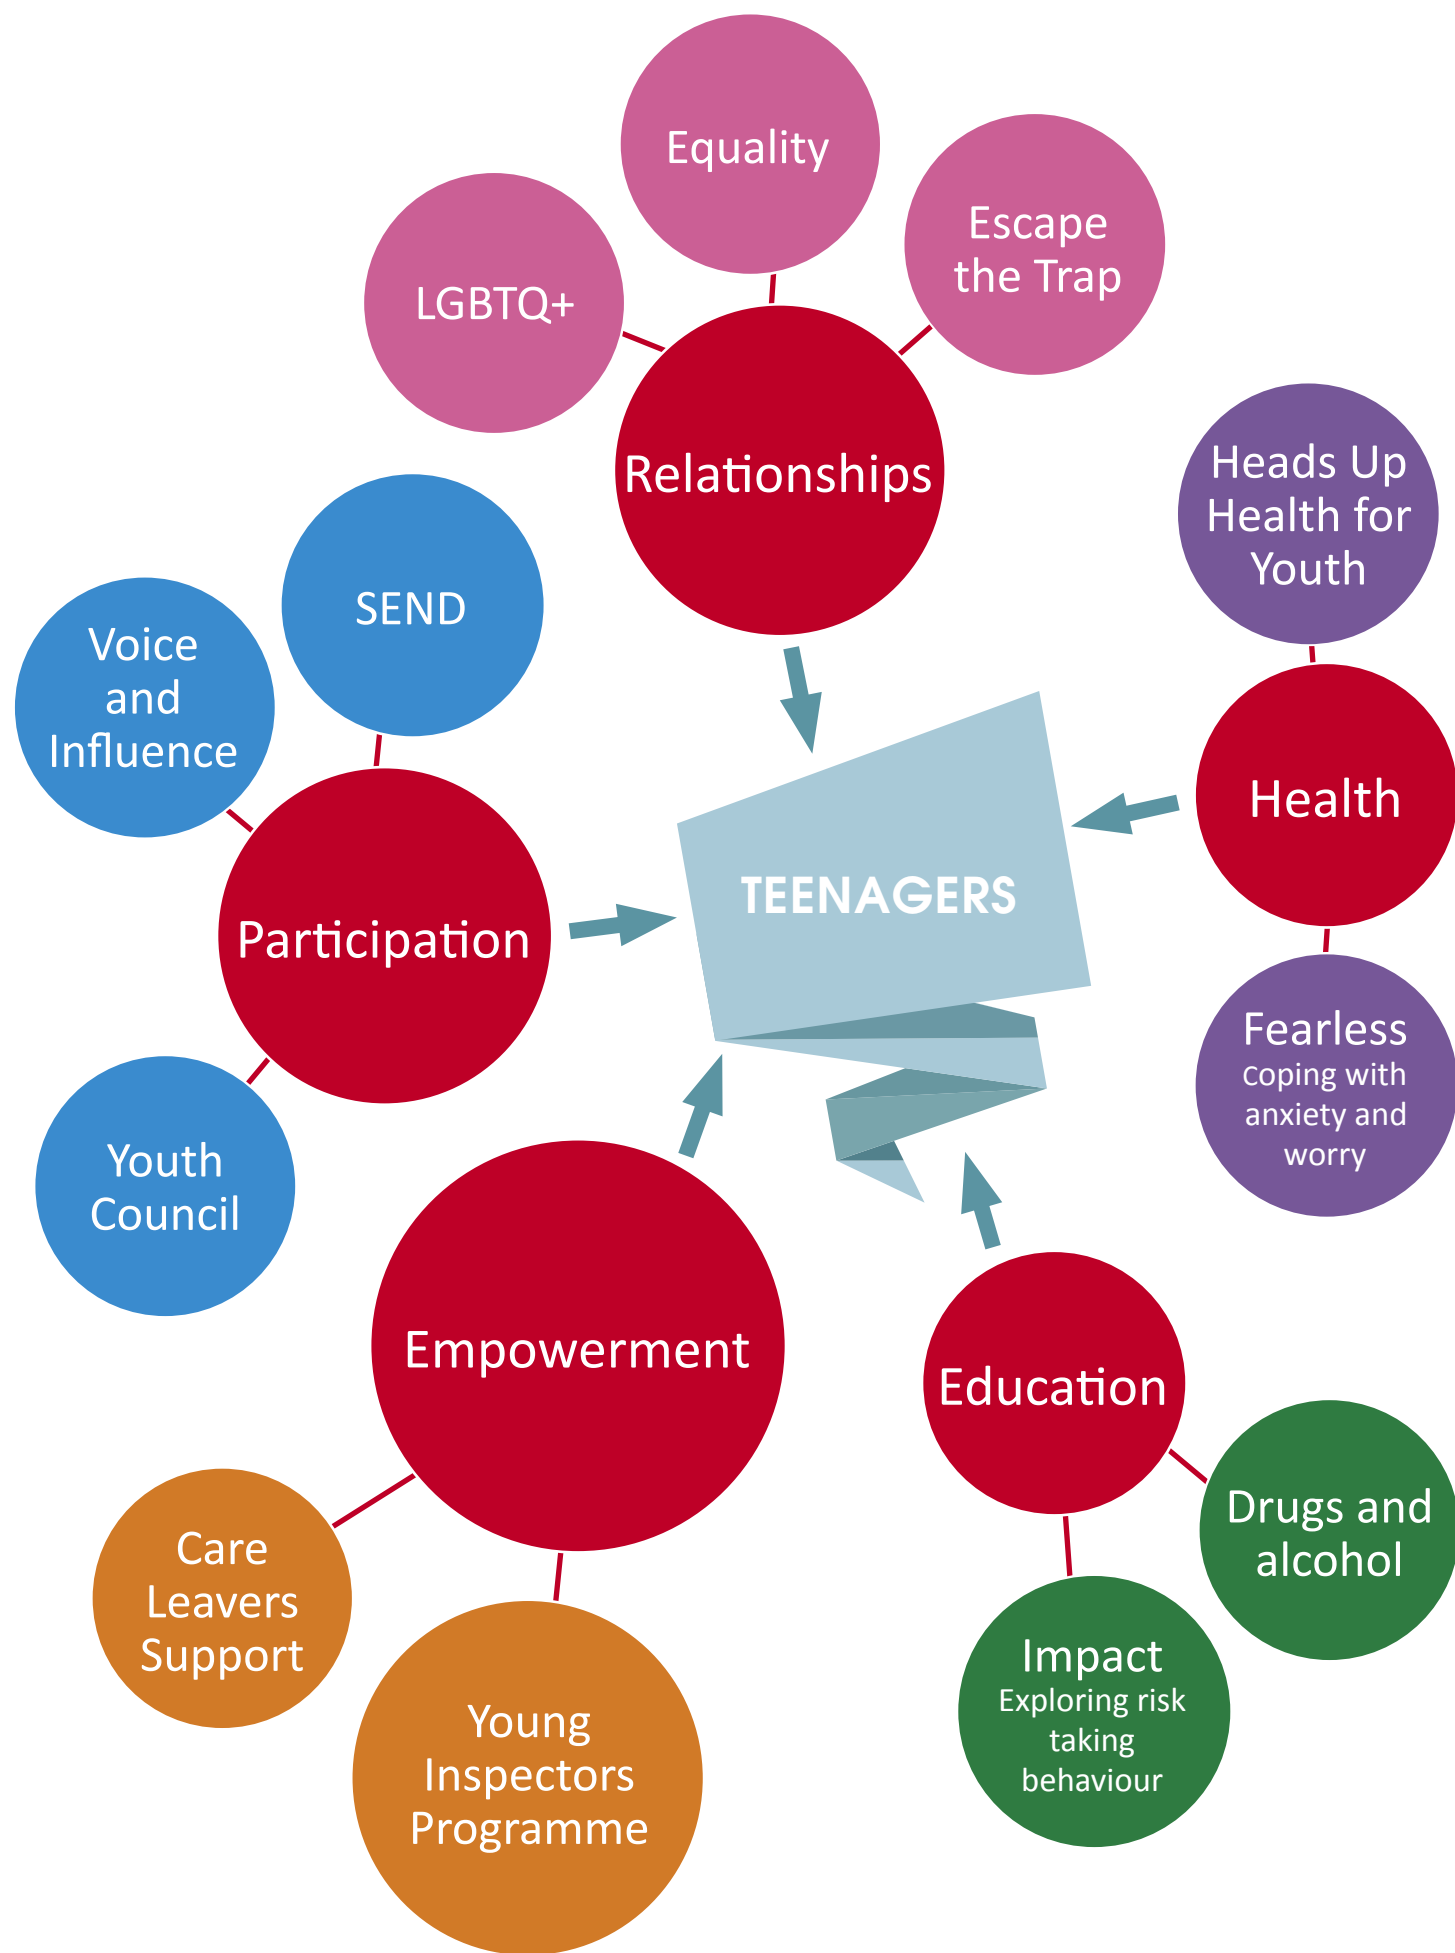 Equality
Escape
the Trap
LGBTQ+
Relationships
Heads Up
Health for
Youth
Health
Fearless
Coping with
anxiety and
worry
SEND
Voice
and
Influence
Participation
Youth
Council
TEENAGERS
Empowerment
Care
Leavers
Support
Young
Inspectors
Programme
Education
Drugs and
alcohol
Impact
Exploring risk
taking
behaviour